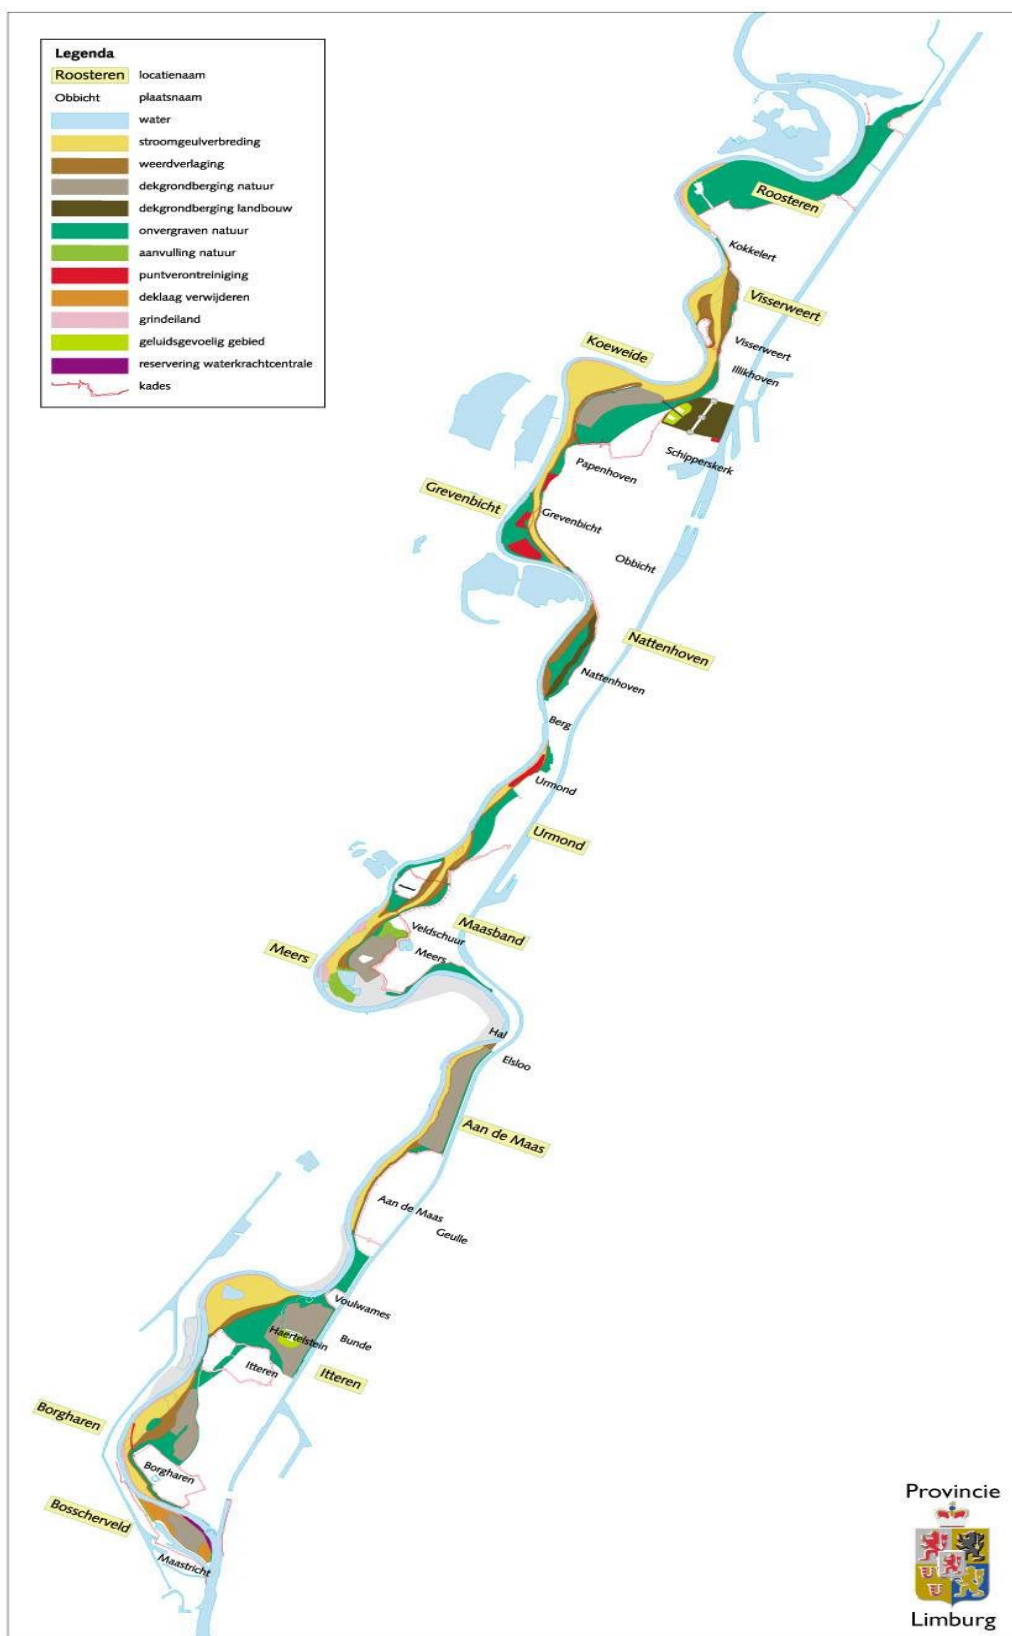 Legenda
Roosteren locatienaam
Obbicht plaatsnaam
water
stroomgeulverbreding
weerdverlaging
dekgrondberging natuur
dekgrondberging landbouw
onvergraven natuur
aanvulling natuur
puntverontreiniging
deklaag verwijderen
grindeiland
geluidsgevoelig gebied
reservering waterkrachtcentrale
kades
Roosteren
Kokkelert
Visserweert
Visserweert
Koeweide
Illikhoven
Schipperskerk
Papenhoven
Grevenbicht
Grevenbicht
Obbicht
Nattenhoven
Nattenhoven
Berg
Urmond
Urmond
Maasband
Veldschuur
Meers
Meers
Hal
Elsloo
Aan de Maas
Aan de Maas
Geulle
Voulwames
Haertelstein
Bunde
Itteren
Itteren
Borgharen
Borgharen
Bosscherveld
Maastricht
Provincie
Limburg